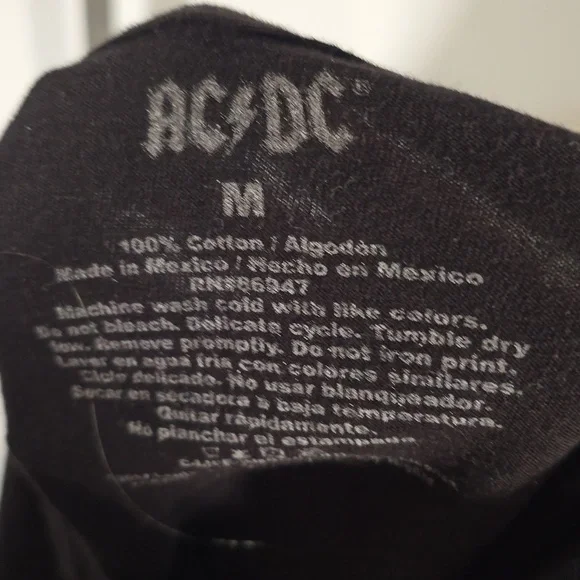 AC⚡DC®
M
100% Cotton / Algodón
Made in Mexico / Hecho en Mexico
RN#86947
Machine wash cold with like colors.
Do not bleach. Delicate cycle. Tumble dry
low. Remove promptly. Do not iron print.
Lavar en agua fria con colores similares.
Ciclo delicado. No usar blanqueador.
Secar en secadora a baja temperatura.
Quitar rápidamente.
No planchar el estampado